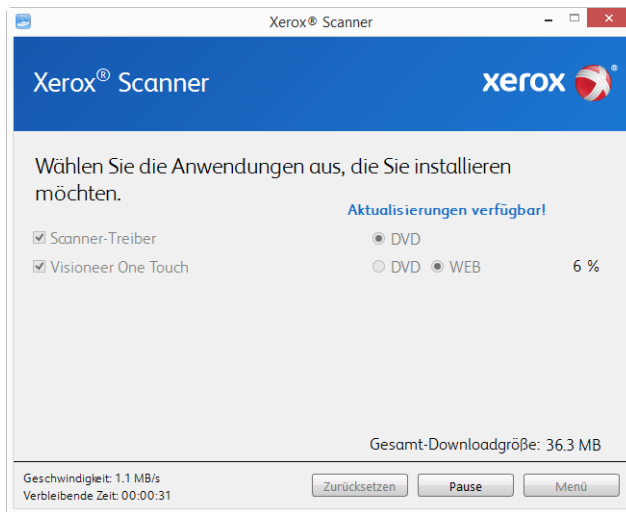 Xerox® Scanner
Xerox® Scanner
xerox®
Wählen Sie die Anwendungen aus, die Sie installieren
möchten.
Aktualisierungen verfügbar!
Scanner-Treiber DVD
Visioneer One Touch DVD WEB 6 %
Gesamt-Downloadgröße: 36.3 MB
Geschwindigkeit: 1.1 MB/s
Verbleibende Zeit: 00:00:31
Zurücksetzen Pause Menü